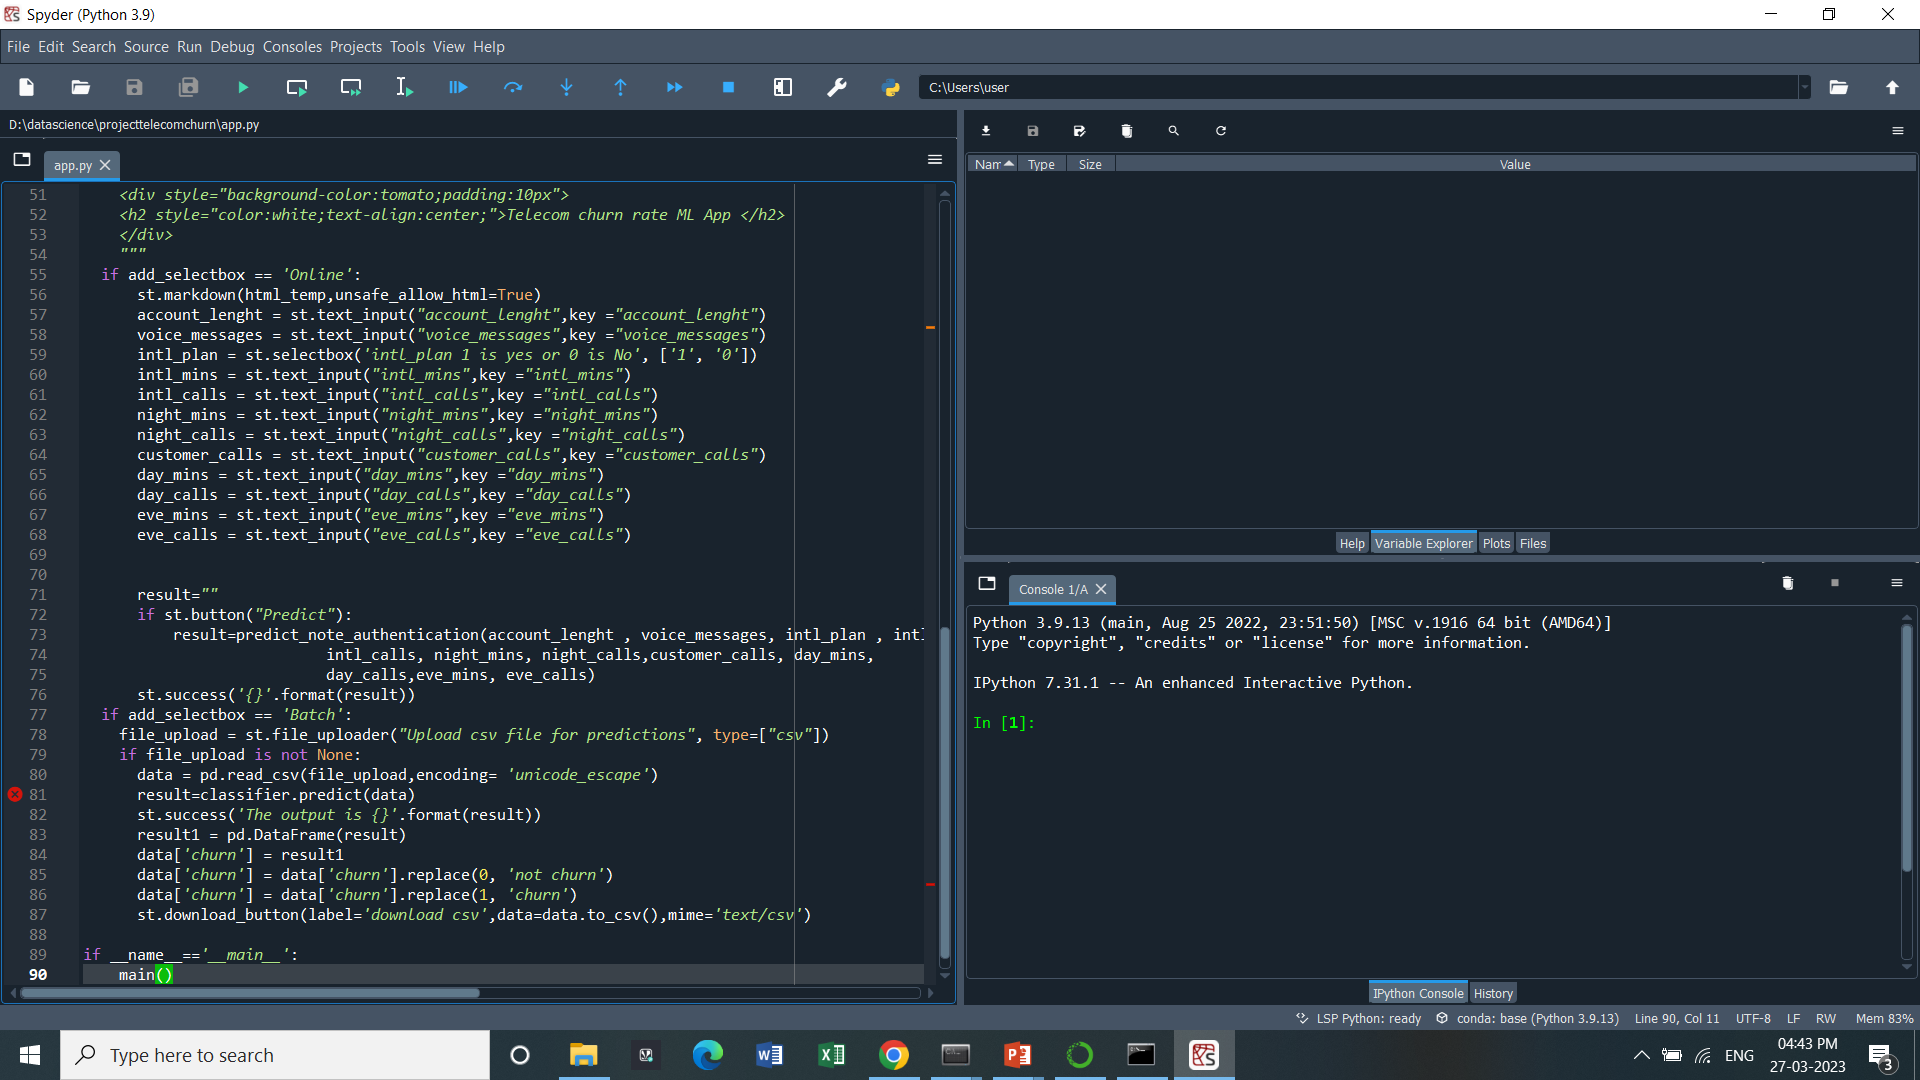 Spyder (Python 3.9)
File Edit Search Source Run Debug Consoles Projects Tools View Help
C:\Users\user
D:\datascience\projecttelecomchurn\app.py
app.py
51 <div style="background-color:tomato;padding:10px">
52 <h2 style="color:white;text-align:center;">Telecom churn rate ML App </h2>
53 </div>
54 """
55 if add_selectbox == 'Online':
56 st.markdown(html_temp,unsafe_allow_html=True)
57 account_lenght = st.text_input("account_lenght",key ="account_lenght")
58 voice_messages = st.text_input("voice_messages",key ="voice_messages")
59 intl_plan = st.selectbox('intl_plan 1 is yes or 0 is No', ['1', '0'])
60 intl_mins = st.text_input("intl_mins",key ="intl_mins")
61 intl_calls = st.text_input("intl_calls",key ="intl_calls")
62 night_mins = st.text_input("night_mins",key ="night_mins")
63 night_calls = st.text_input("night_calls",key ="night_calls")
64 customer_calls = st.text_input("customer_calls",key ="customer_calls")
65 day_mins = st.text_input("day_mins",key ="day_mins")
66 day_calls = st.text_input("day_calls",key ="day_calls")
67 eve_mins = st.text_input("eve_mins",key ="eve_mins")
68 eve_calls = st.text_input("eve_calls",key ="eve_calls")
69
70
71 result=""
72 if st.button("Predict"):
73 result=predict_note_authentication(account_lenght , voice_messages, intl_plan , intl
74 intl_calls, night_mins, night_calls,customer_calls, day_mins,
75 day_calls,eve_mins, eve_calls)
76 st.success('{}'.format(result))
77 if add_selectbox == 'Batch':
78 file_upload = st.file_uploader("Upload csv file for predictions", type=["csv"])
79 if file_upload is not None:
80 data = pd.read_csv(file_upload,encoding= 'unicode_escape')
81 result=classifier.predict(data)
82 st.success('The output is {}'.format(result))
83 result1 = pd.DataFrame(result)
84 data['churn'] = result1
85 data['churn'] = data['churn'].replace(0, 'not churn')
86 data['churn'] = data['churn'].replace(1, 'churn')
87 st.download_button(label='download csv',data=data.to_csv(),mime='text/csv')
88
89 if __name__=='__main__':
90 main()
Nam Type Size Value
Help Variable Explorer Plots Files
Console 1/A
Python 3.9.13 (main, Aug 25 2022, 23:51:50) [MSC v.1916 64 bit (AMD64)]
Type "copyright", "credits" or "license" for more information.
IPython 7.31.1 -- An enhanced Interactive Python.
In [1]:
IPython Console History
LSP Python: ready conda: base (Python 3.9.13) Line 90, Col 11 UTF-8 LF RW Mem 83%
Type here to search
ENG
04:43 PM
27-03-2023
3